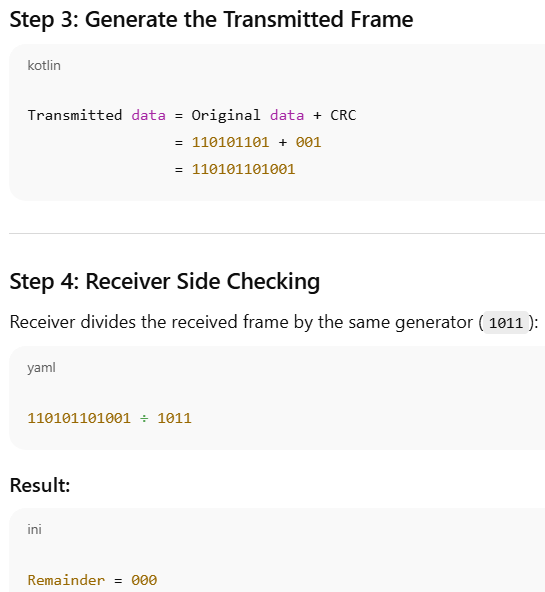 Step 3: Generate the Transmitted Frame
kotlin
Transmitted data = Original data + CRC
= 110101101 + 001
= 110101101001
Step 4: Receiver Side Checking
Receiver divides the received frame by the same generator (1011):
yaml
110101101001 ÷ 1011
Result:
ini
Remainder = 000